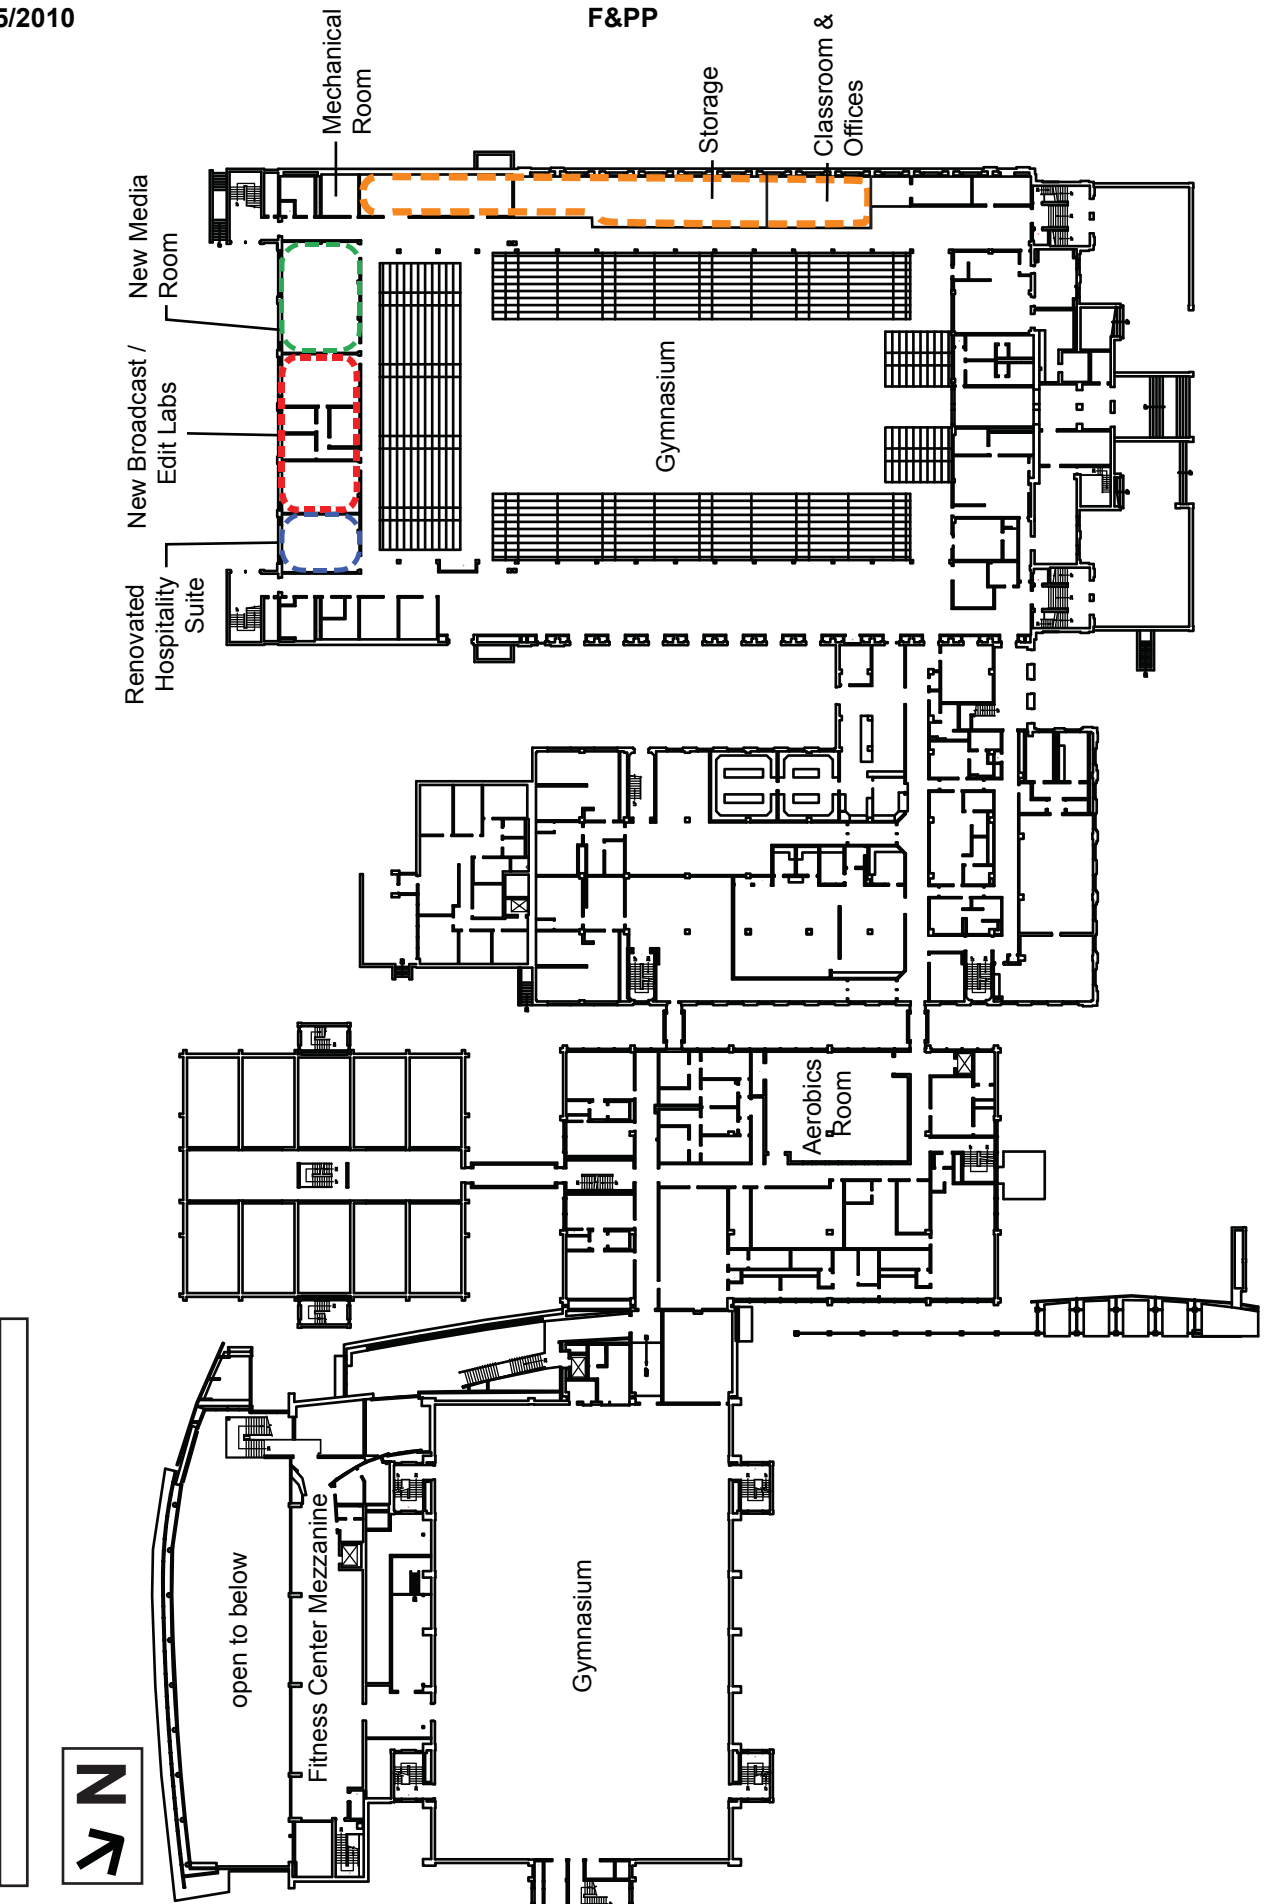 5/2010
F&PP
Mechanical
Room
Storage
Classroom &
Offices
New Media
Room
New Broadcast /
Edit Labs
Renovated
Hospitality
Suite
Gymnasium
Aerobics
Room
open to below
Fitness Center Mezzanine
Gymnasium
N